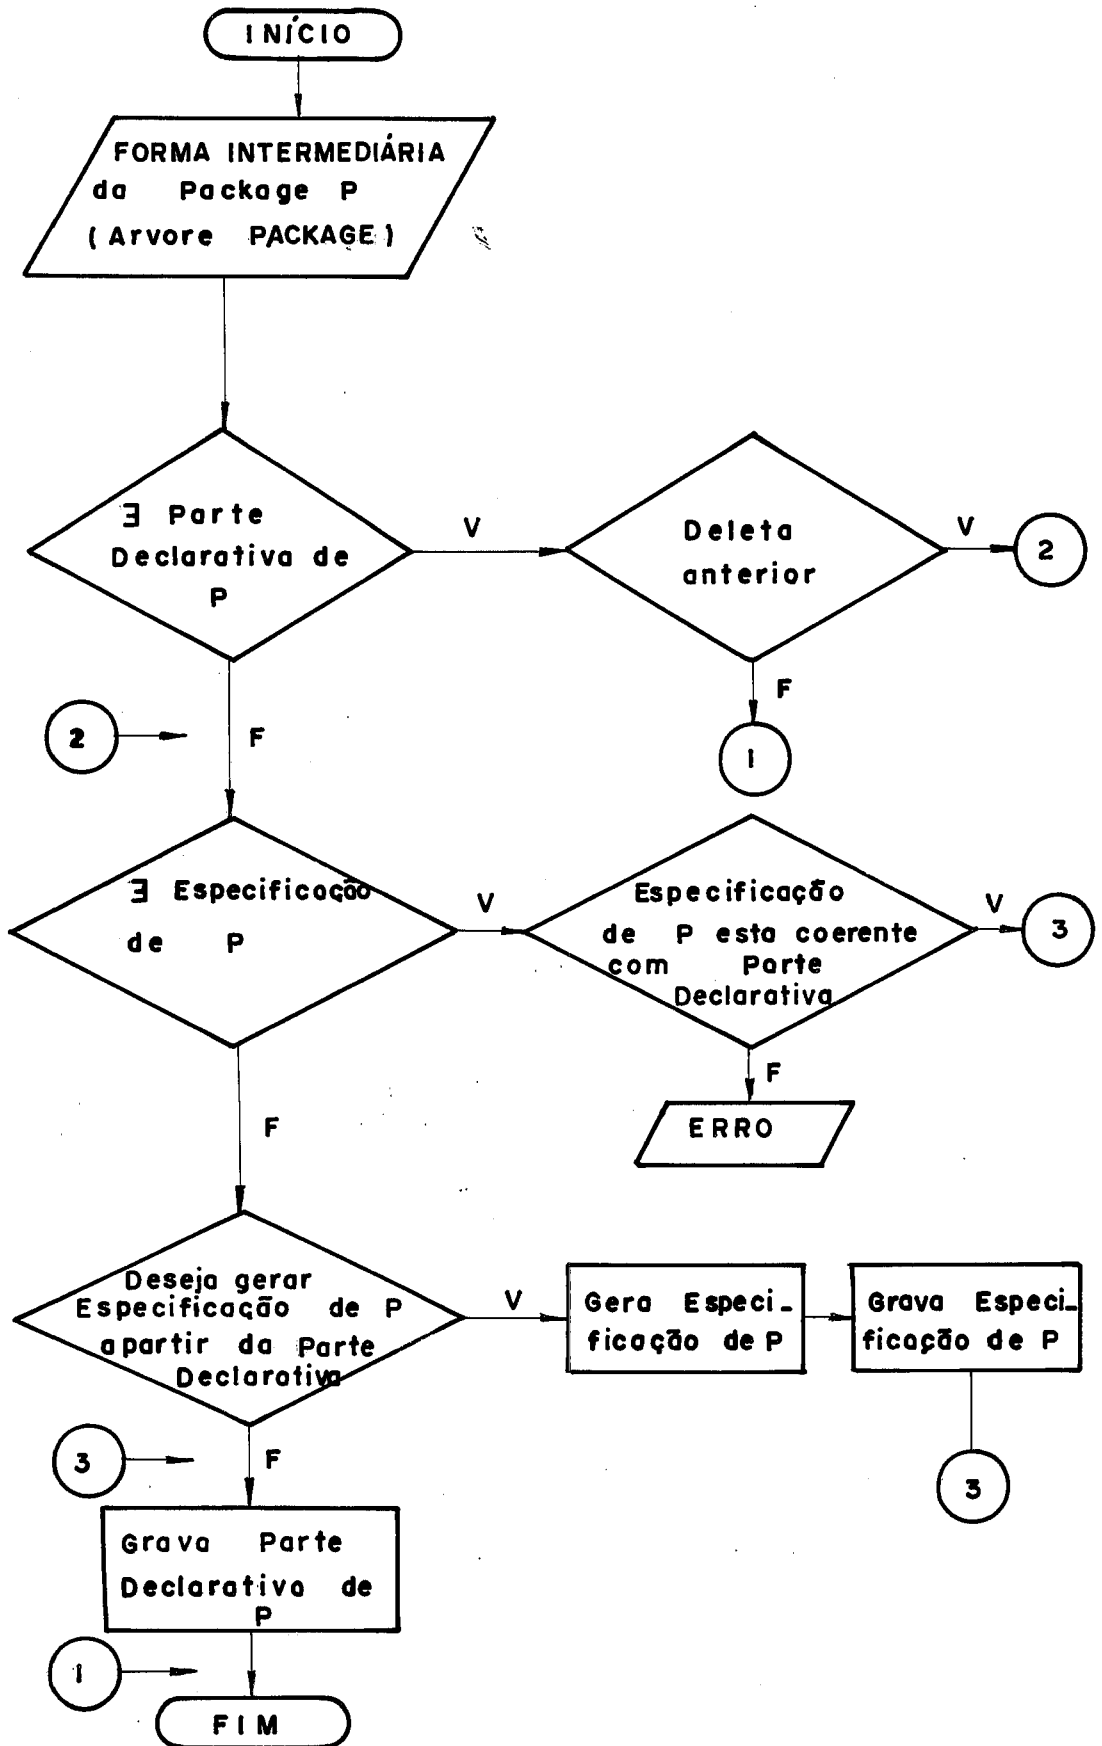 INÍCIO
FORMA INTERMEDIÁRIA
da Package P
(Arvore PACKAGE)
∃ Parte
Declarativa de
P
V
Deleta
anterior
V
2
F
1
2
F
∃ Especificação
de P
V
Especificação
de P esta coerente
com Parte
Declarativa
V
3
F
ERRO
F
Deseja gerar
Especificação de P
apartir da Parte
Declarativa
V
Gera Especi-
ficação de P
Grava Especi-
ficação de P
3
3
F
Grava Parte
Declarativa de
P
1
FIM